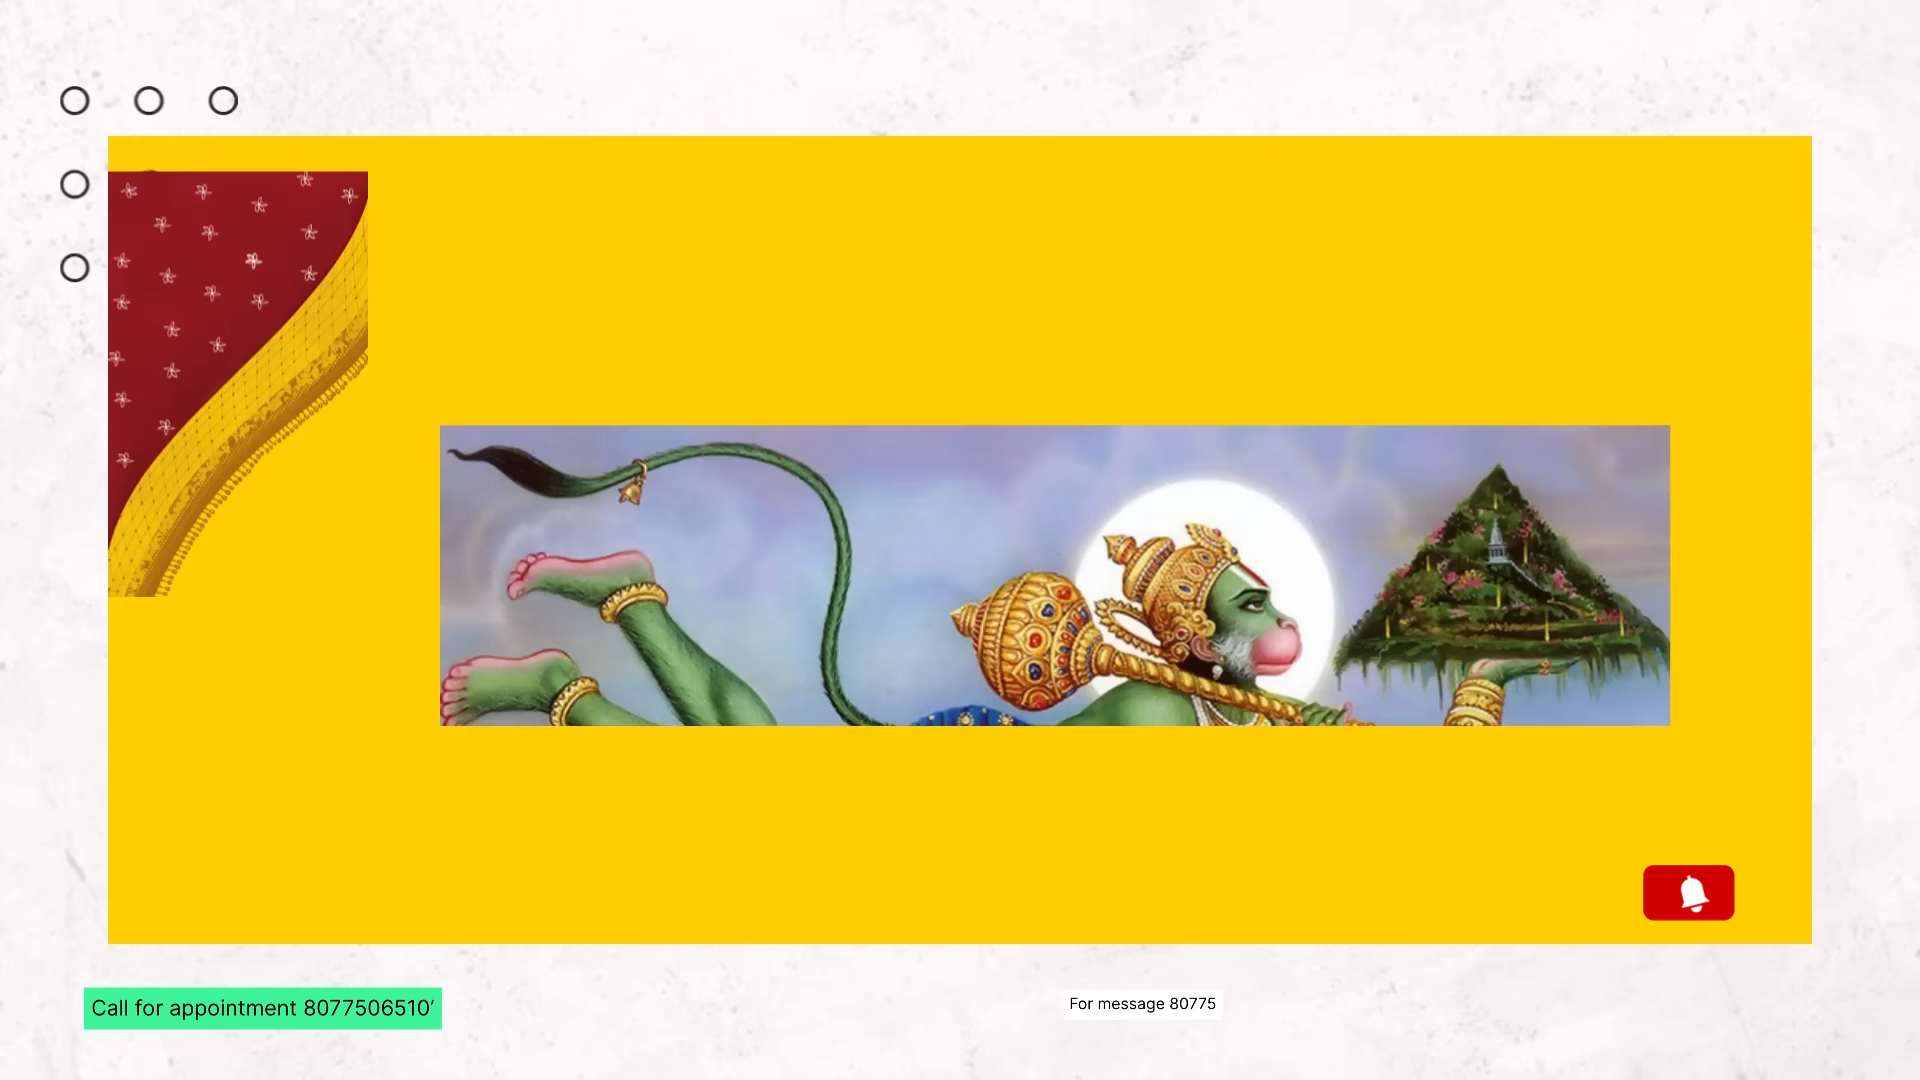 Call for appointment 8077506510’
For message 80775